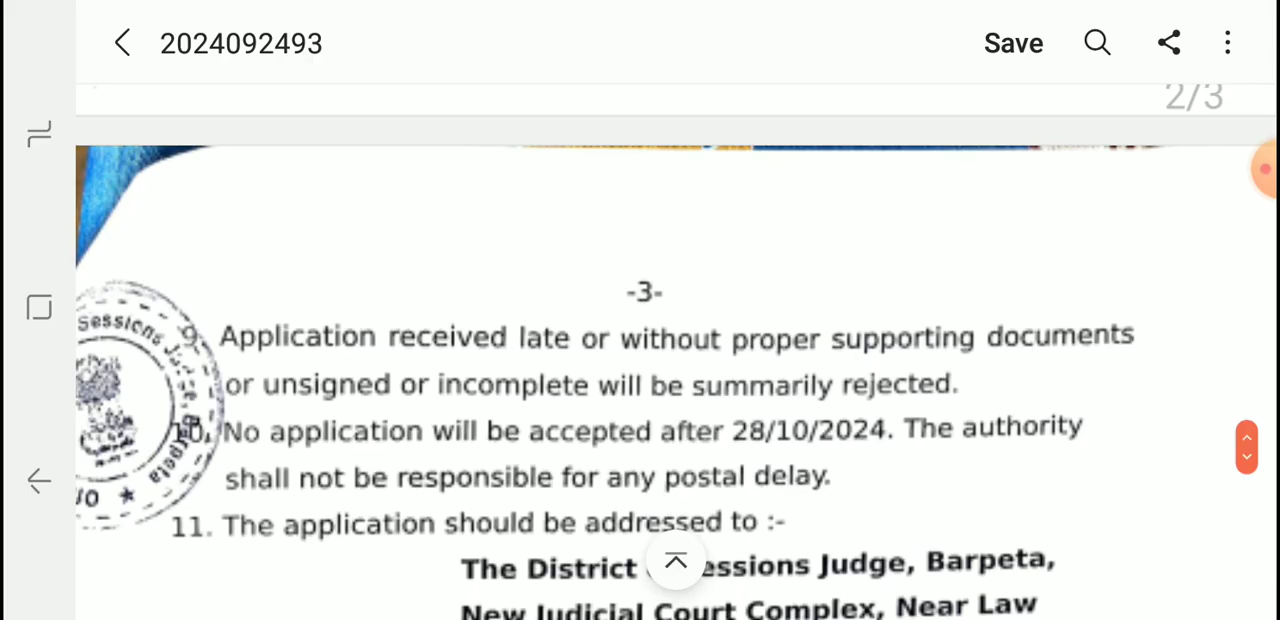 2024092493
Save
2/3
-3-
9. Application received late or without proper supporting documents
or unsigned or incomplete will be summarily rejected.
10. No application will be accepted after 28/10/2024. The authority
shall not be responsible for any postal delay.
11. The application should be addressed to :-
The District essions Judge, Barpeta,
New Judicial Court Complex, Near Law
Sessions Judge, Barpeta